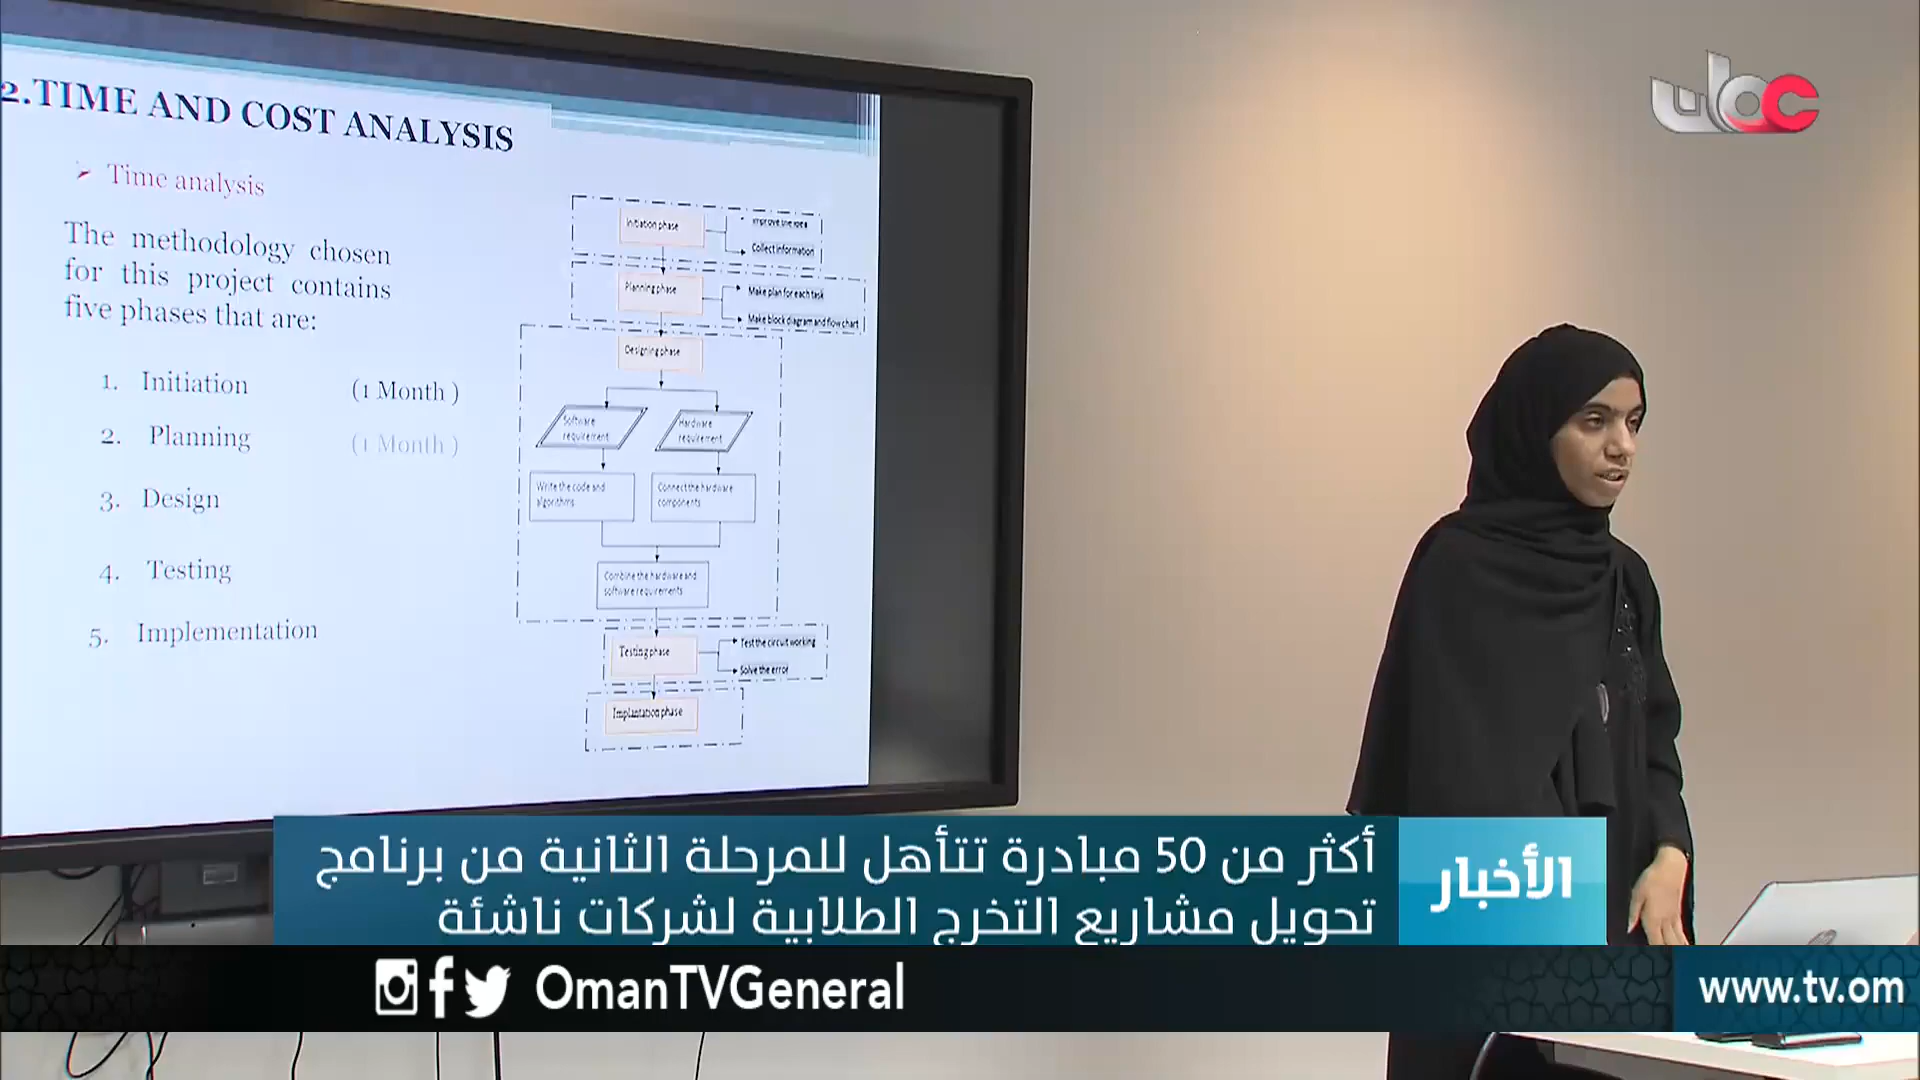 2.TIME AND COST ANALYSIS
Time analysis
The methodology chosen
for this project contains
five phases that are:
1. Initiation (1 Month )
2. Planning (1 Month )
3. Design
4. Testing
5. Implementation
Initiation phase
Improve the idea
Collect information
Planning phase
Make plan for each task
Make block diagram and flow chart
Designing phase
Software
requirement
Hardware
requirement
Write the code and
algorithms
Connect the hardware
components
Combine the hardware and
software requirements
Testing phase
Test the circuit working
Solve the error
Implantation phase
عمان
الأخبار
أكثر من 50 مبادرة تتأهل للمرحلة الثانية من برنامج
تحويل مشاريع التخرج الطلابية لشركات ناشئة
OmanTVGeneral
www.tv.om